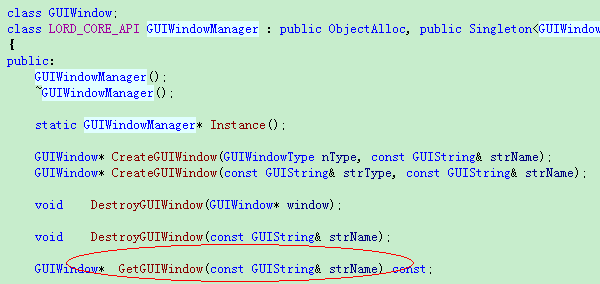 class GUIWindow;
class LORD_CORE_API GUIWindowManager : public ObjectAlloc, public Singleton<GUIWindow
{
public:
GUIWindowManager();
~GUIWindowManager();
static GUIWindowManager* Instance();
GUIWindow* CreateGUIWindow(GUIWindowType nType, const GUIString& strName);
GUIWindow* CreateGUIWindow(const GUIString& strType, const GUIString& strName);
void DestroyGUIWindow(GUIWindow* window);
void DestroyGUIWindow(const GUIString& strName);
GUIWindow* GetGUIWindow(const GUIString& strName) const;